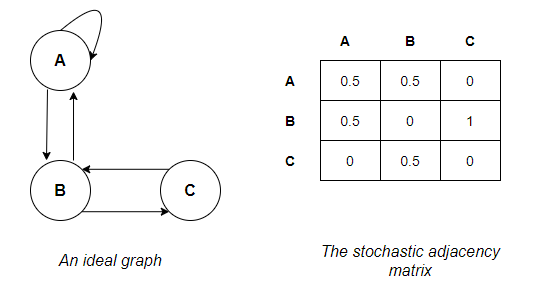 A
B
C
An ideal graph
A B C
A 0.5 0.5 0
B 0.5 0 1
C 0 0.5 0
The stochastic adjacency
matrix